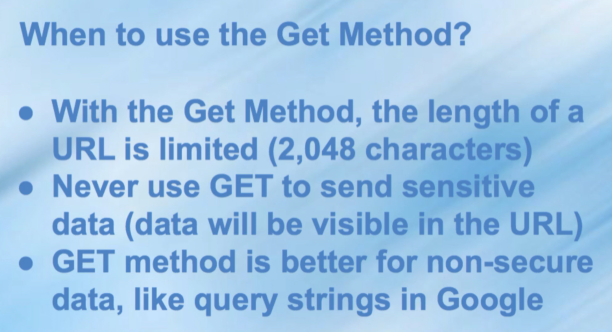 When to use the Get Method?
● With the Get Method, the length of a
URL is limited (2,048 characters)
● Never use GET to send sensitive
data (data will be visible in the URL)
● GET method is better for non-secure
data, like query strings in Google